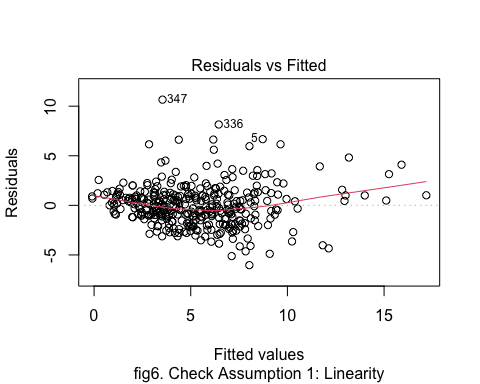 Residuals vs Fitted
Residuals
10
5
0
-5
347
336
5
0
5
10
15
Fitted values
fig6. Check Assumption 1: Linearity